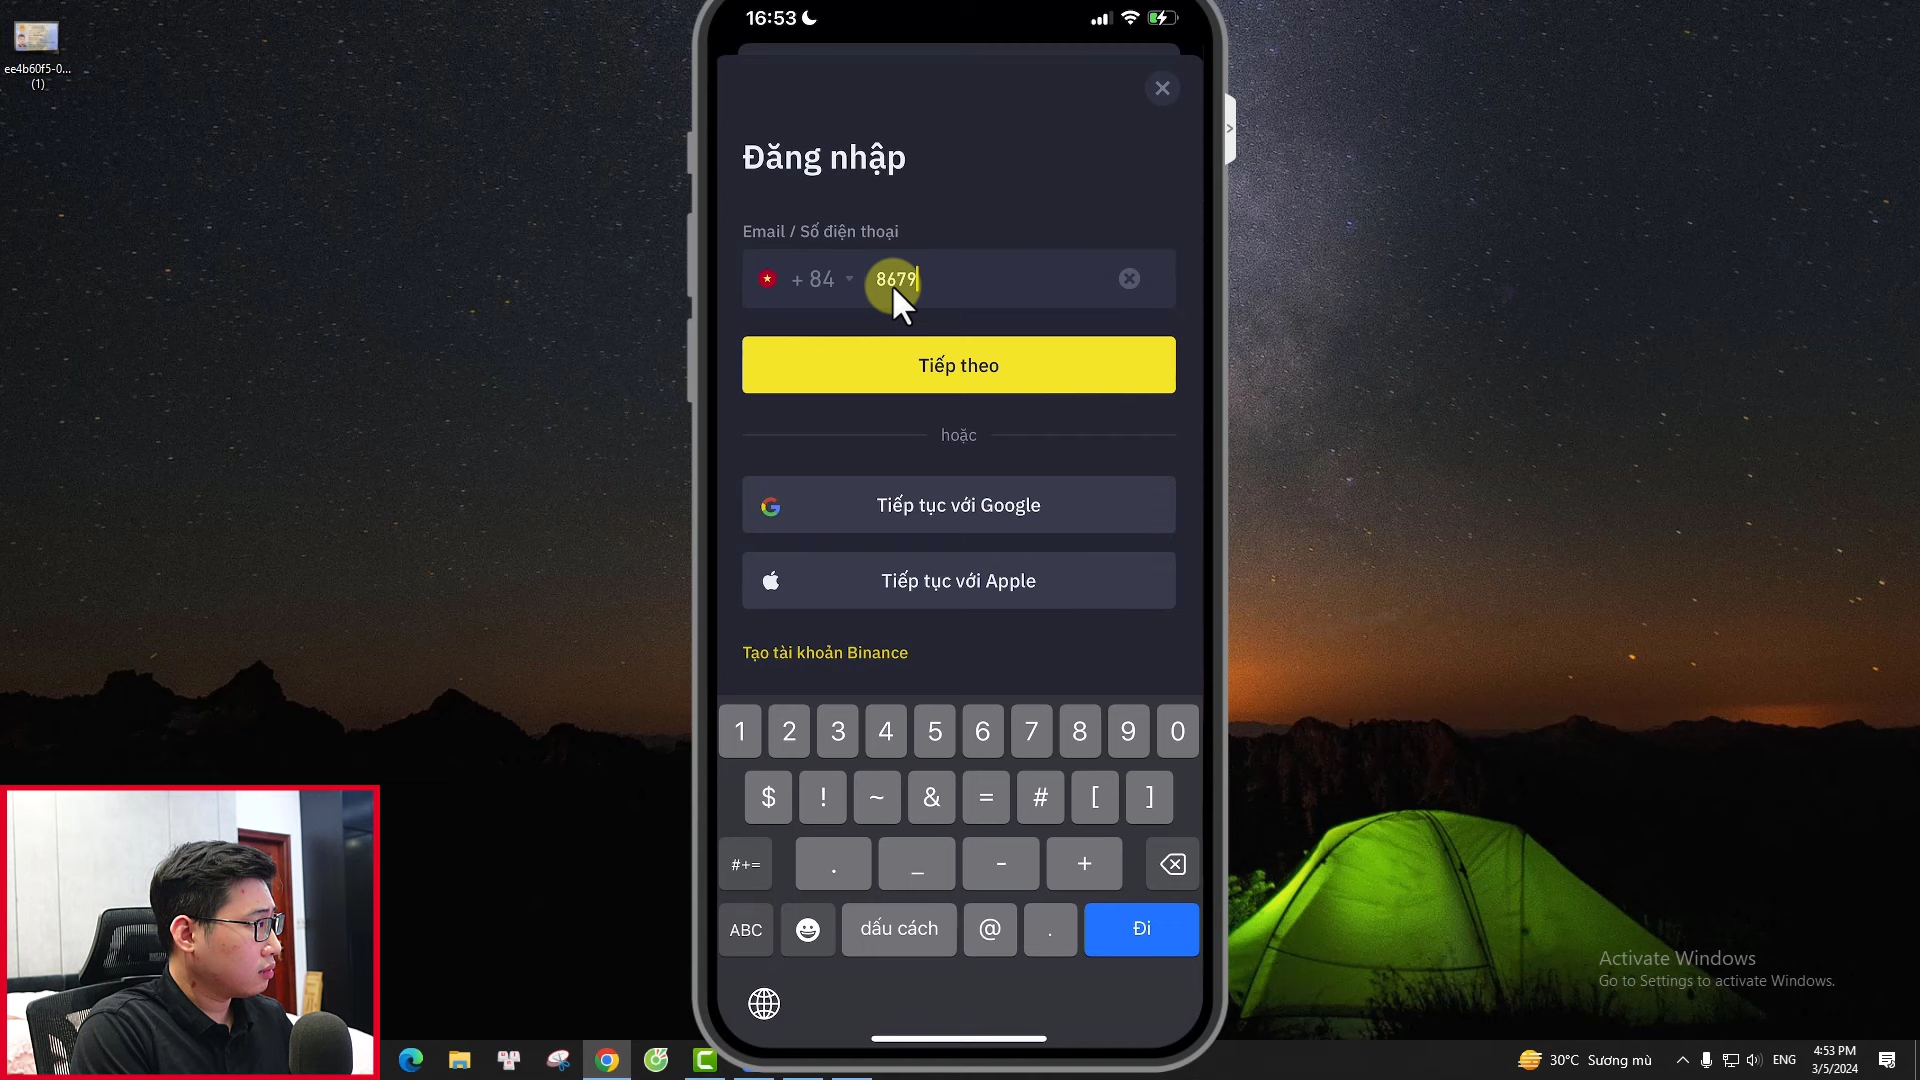 ee4b60f5-0...
(1)
16:53
Đăng nhập
Email / Số điện thoại
+ 84
8679
Tiếp theo
hoặc
Tiếp tục với Google
Tiếp tục với Apple
Tạo tài khoản Binance
1 2 3 4 5 6 7 8 9 0
$ ! ~ & = # [ ]
#+= . _ - +
ABC dấu cách @ . Đi
Activate Windows
Go to Settings to activate Windows.
30°C Sương mù
ENG
4:53 PM
3/5/2024